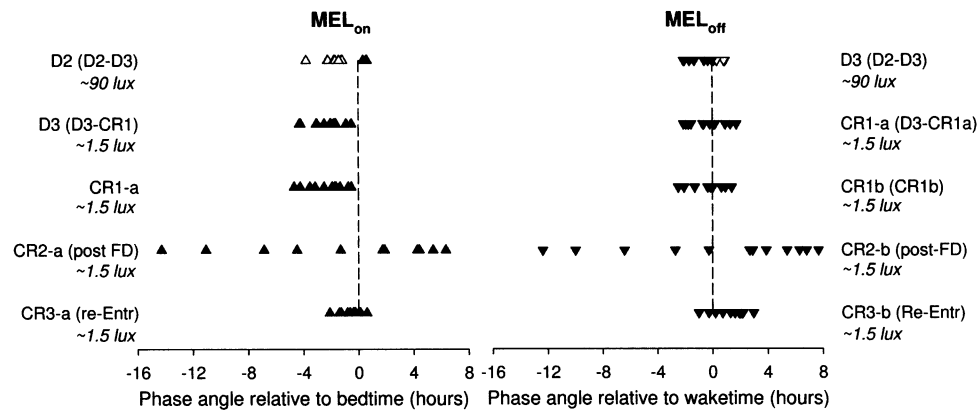 MELon
MELoff
D2 (D2-D3)
~90 lux
D3 (D3-CR1)
~1.5 lux
CR1-a
~1.5 lux
CR2-a (post FD)
~1.5 lux
CR3-a (re-Entr)
~1.5 lux
D3 (D2-D3)
~90 lux
CR1-a (D3-CR1a)
~1.5 lux
CR1b (CR1b)
~1.5 lux
CR2-b (post-FD)
~1.5 lux
CR3-b (Re-Entr)
~1.5 lux
-16 -12 -8 -4 0 4 8
Phase angle relative to bedtime (hours)
-16 -12 -8 -4 0 4 8
Phase angle relative to waketime (hours)